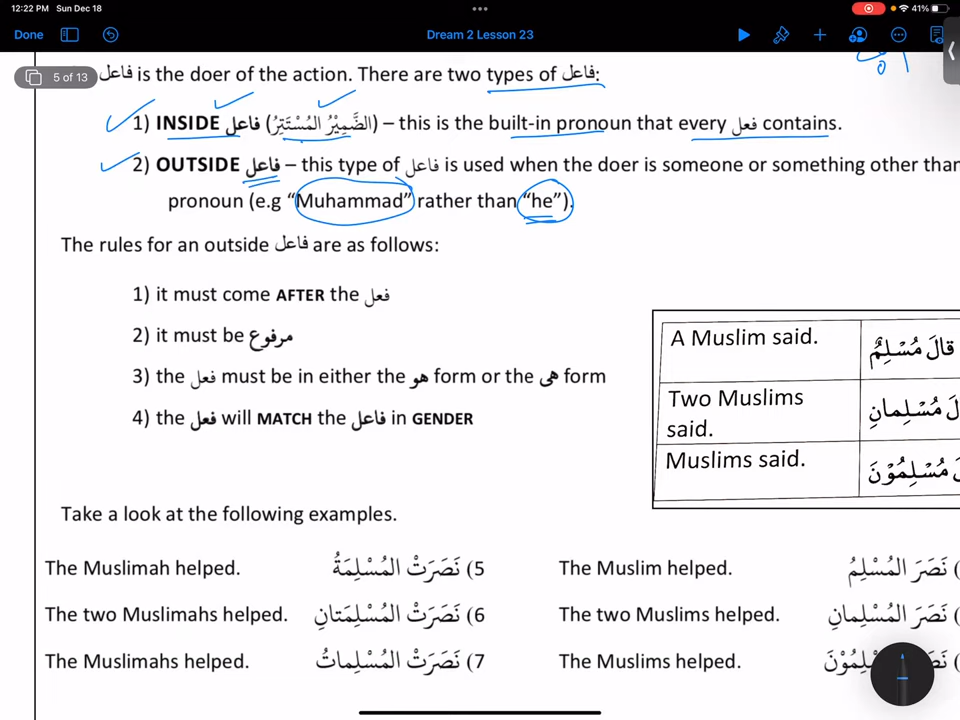 12:22 PM Sun Dec 18
41%
Done
Dream 2 Lesson 23
5 of 13
فاعل is the doer of the action. There are two types of فاعل:
1) INSIDE فاعل (الضَّمِيْرُ المُسْتَتِرُ) – this is the built-in pronoun that every فعل contains.
2) OUTSIDE فاعل – this type of فاعل is used when the doer is someone or something other than
pronoun (e.g “Muhammad” rather than “he”).
The rules for an outside فاعل are as follows:
1) it must come AFTER the فعل
2) it must be مرفوع
3) the فعل must be in either the هو form or the هي form
4) the فعل will MATCH the فاعل in GENDER
A Muslim said. قالَ مُسْلِمٌ
Two Muslims said. مُسْلِمانِ
Muslims said. مُسْلِمُوْنَ
Take a look at the following examples.
The Muslimah helped. 5) نَصَرَتْ المُسْلِمَةُ
The Muslim helped. نَصَرَ المُسْلِمُ
The two Muslimahs helped. 6) نَصَرَتْ المُسْلِمَتانِ
The two Muslims helped. نَصَرَ المُسْلِمانِ
The Muslimahs helped. 7) نَصَرَتْ المُسْلِماتُ
The Muslims helped.